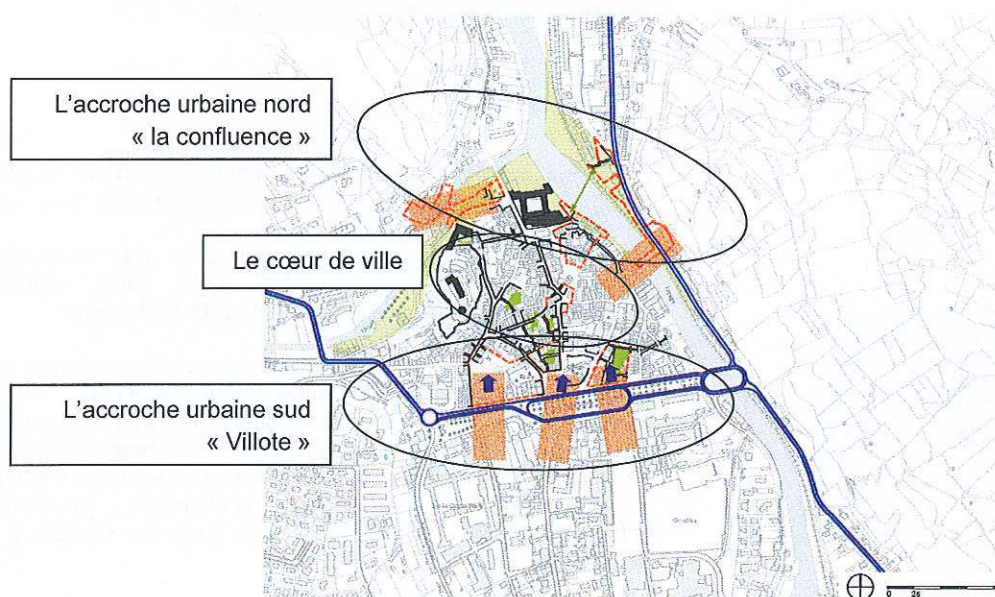 L'accroche urbaine nord
« la confluence »
Le cœur de ville
L'accroche urbaine sud
« Villote »
0 25